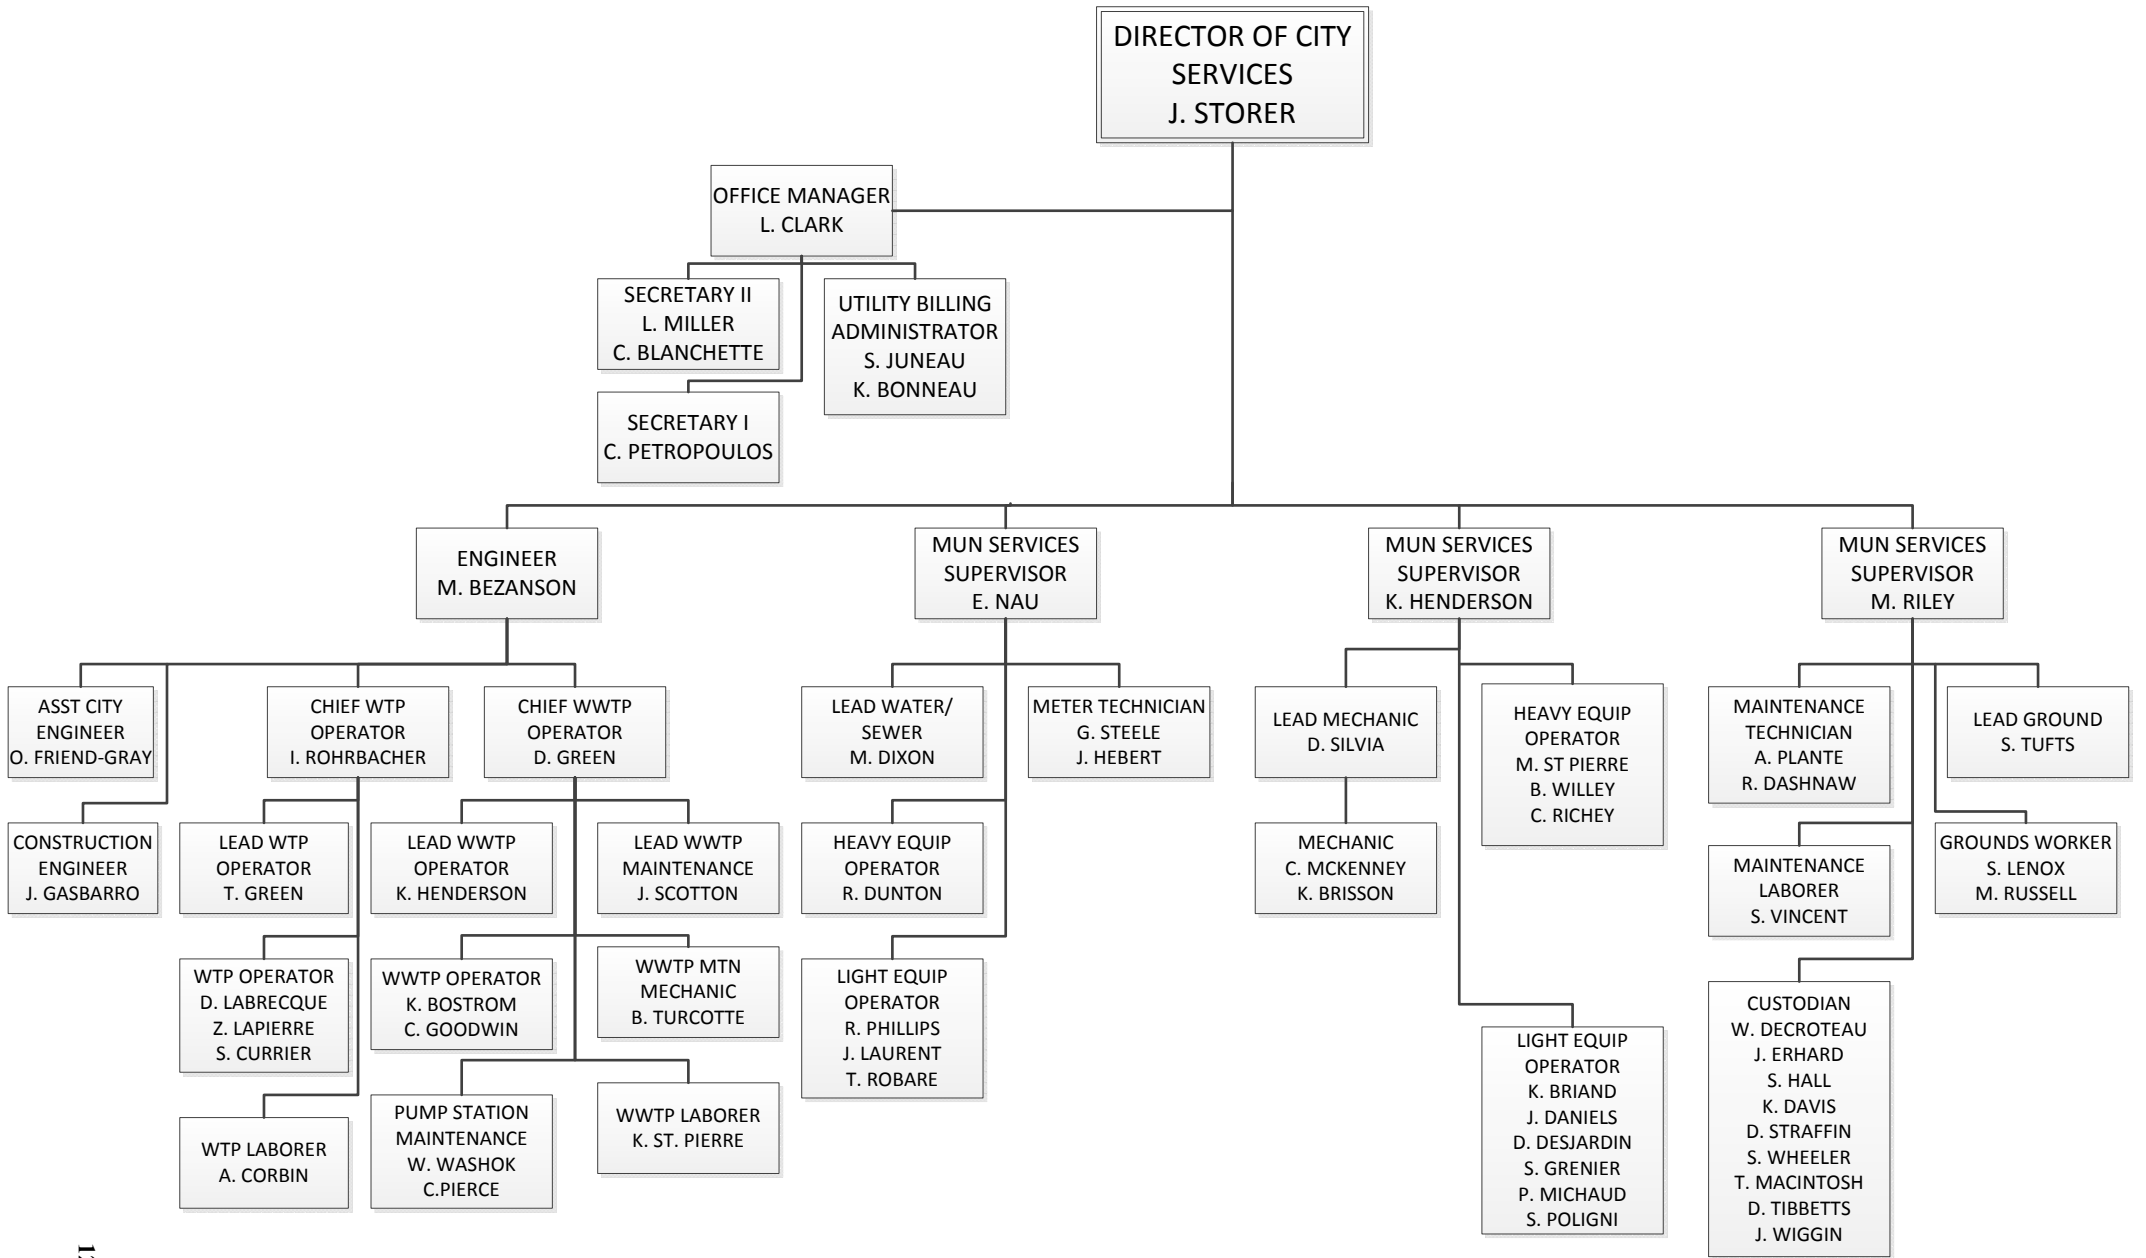 DIRECTOR OF CITY
SERVICES
J. STORER
OFFICE MANAGER
L. CLARK
SECRETARY II
L. MILLER
C. BLANCHETTE
UTILITY BILLING
ADMINISTRATOR
S. JUNEAU
K. BONNEAU
SECRETARY I
C. PETROPOULOS
ENGINEER
M. BEZANSON
MUN SERVICES
SUPERVISOR
E. NAU
MUN SERVICES
SUPERVISOR
K. HENDERSON
MUN SERVICES
SUPERVISOR
M. RILEY
ASST CITY
ENGINEER
O. FRIEND-GRAY
CHIEF WTP
OPERATOR
I. ROHRBACHER
CHIEF WWTP
OPERATOR
D. GREEN
LEAD WATER/
SEWER
M. DIXON
METER TECHNICIAN
G. STEELE
J. HEBERT
LEAD MECHANIC
D. SILVIA
HEAVY EQUIP
OPERATOR
M. ST PIERRE
B. WILLEY
C. RICHEY
MAINTENANCE
TECHNICIAN
A. PLANTE
R. DASHNAW
LEAD GROUND
S. TUFTS
CONSTRUCTION
ENGINEER
J. GASBARRO
LEAD WTP
OPERATOR
T. GREEN
LEAD WWTP
OPERATOR
K. HENDERSON
LEAD WWTP
MAINTENANCE
J. SCOTTON
HEAVY EQUIP
OPERATOR
R. DUNTON
MECHANIC
C. MCKENNEY
K. BRISSON
MAINTENANCE
LABORER
S. VINCENT
GROUNDS WORKER
S. LENOX
M. RUSSELL
WTP OPERATOR
D. LABRECQUE
Z. LAPIERRE
S. CURRIER
WWTP OPERATOR
K. BOSTROM
C. GOODWIN
WWTP MTN
MECHANIC
B. TURCOTTE
LIGHT EQUIP
OPERATOR
R. PHILLIPS
J. LAURENT
T. ROBARE
WTP LABORER
A. CORBIN
PUMP STATION
MAINTENANCE
W. WASHOK
C.PIERCE
WWTP LABORER
K. ST. PIERRE
LIGHT EQUIP
OPERATOR
K. BRIAND
J. DANIELS
D. DESJARDIN
S. GRENIER
P. MICHAUD
S. POLIGNI
CUSTODIAN
W. DECROTEAU
J. ERHARD
S. HALL
K. DAVIS
D. STRAFFIN
S. WHEELER
T. MACINTOSH
D. TIBBETTS
J. WIGGIN